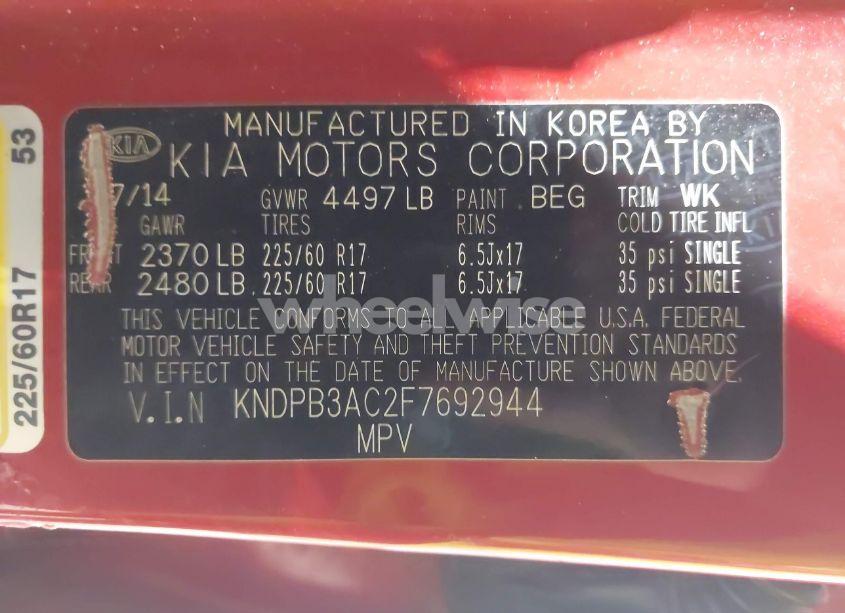 MANUFACTURED IN KOREA BY
KIA KIA MOTORS CORPORATION
7/14 GVWR 4497 LB PAINT BEG TRIM WK
GAWR TIRES RIMS COLD TIRE INFL
2370 LB 225/60 R17 6.5Jx17 35 psi SINGLE
REAR 2480 LB 225/60 R17 6.5Jx17 35 psi SINGLE
wheelwise
THIS VEHICLE CONFORMS TO ALL APPLICABLE U.S.A. FEDERAL
MOTOR VEHICLE SAFETY AND THEFT PREVENTION STANDARDS
IN EFFECT ON THE DATE OF MANUFACTURE SHOWN ABOVE.
V.I.N KNDPB3AC2F7692944
MPV
225/60R17 53